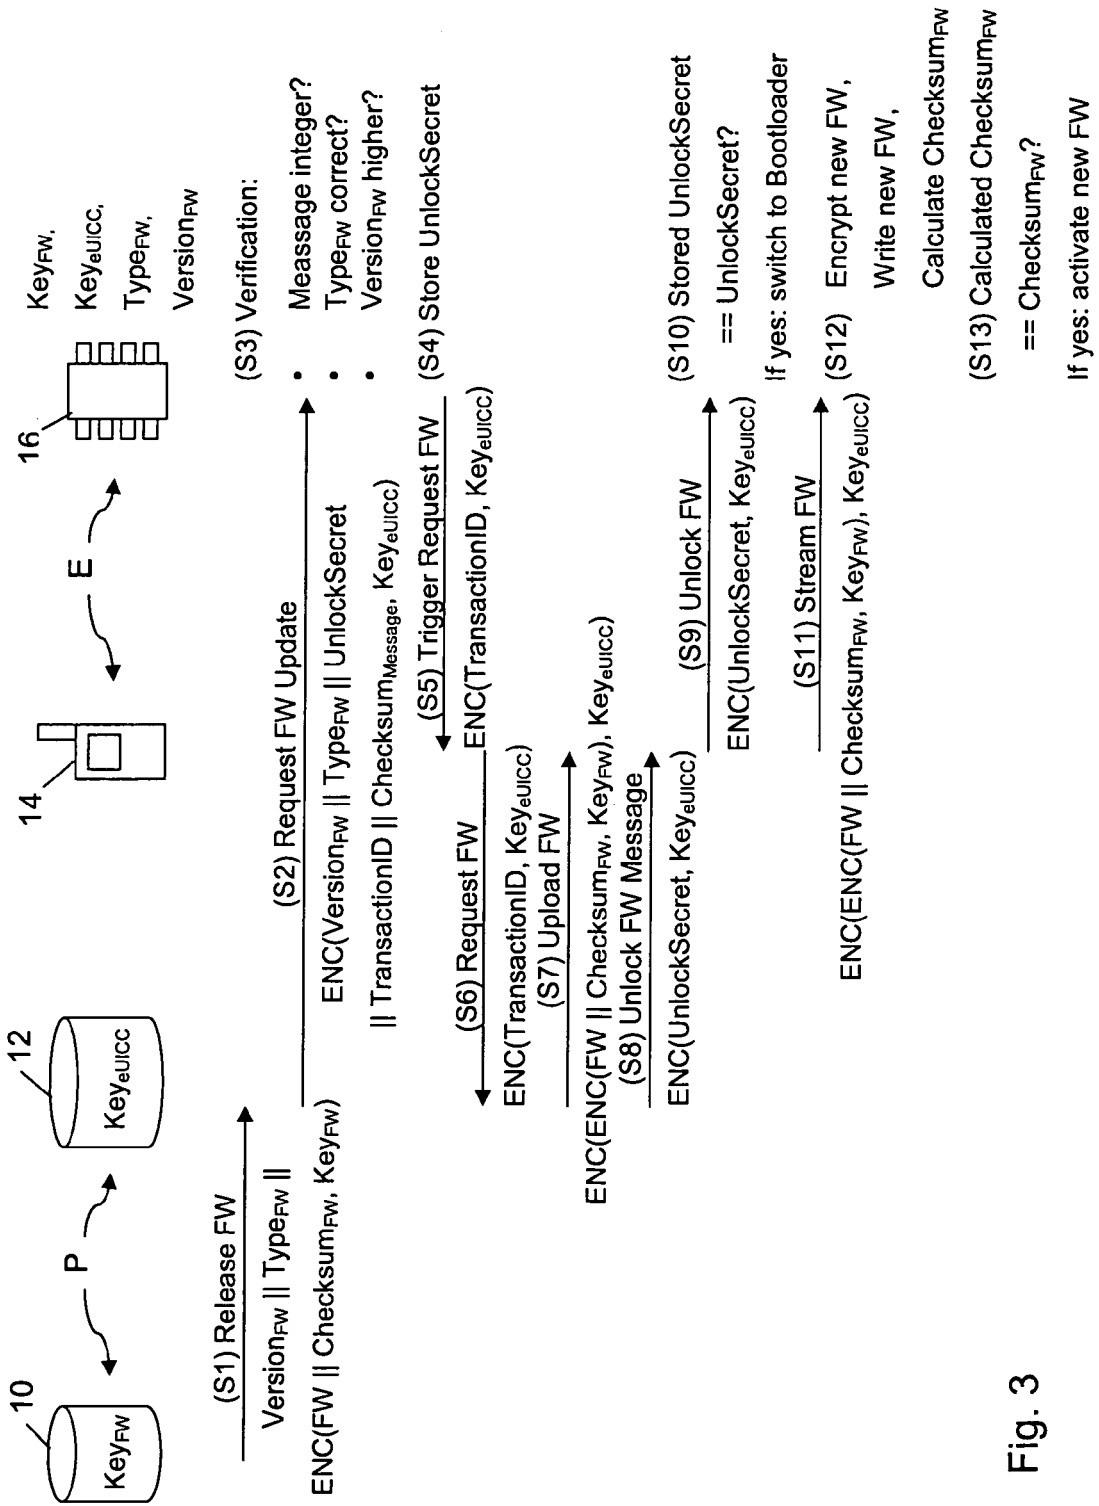 10
Key_FW
P
12
Key_eUICC
14
E
16
Key_FW,
Key_eUICC,
Type_FW,
Version_FW
(S1) Release FW
Version_FW || Type_FW ||
ENC(FW || Checksum_FW, Key_FW)
(S2) Request FW Update
ENC(Version_FW || Type_FW || UnlockSecret
|| TransactionID || Checksum_Message, Key_eUICC)
(S3) Verification:
• Meassage integer?
• Type_FW correct?
• Version_FW higher?
(S4) Store UnlockSecret
(S5) Trigger Request FW
ENC(TransactionID, Key_eUICC)
(S6) Request FW
ENC(TransactionID, Key_eUICC)
(S7) Upload FW
ENC(ENC(FW || Checksum_FW, Key_FW), Key_eUICC)
(S8) Unlock FW Message
ENC(UnlockSecret, Key_eUICC)
(S9) Unlock FW
ENC(UnlockSecret, Key_eUICC)
(S10) Stored UnlockSecret
== UnlockSecret?
If yes: switch to Bootloader
(S11) Stream FW
ENC(ENC(FW || Checksum_FW, Key_FW), Key_eUICC)
(S12) Encrypt new FW,
Write new FW,
Calculate Checksum_FW
(S13) Calculated Checksum_FW
== Checksum_FW?
If yes: activate new FW
Fig. 3